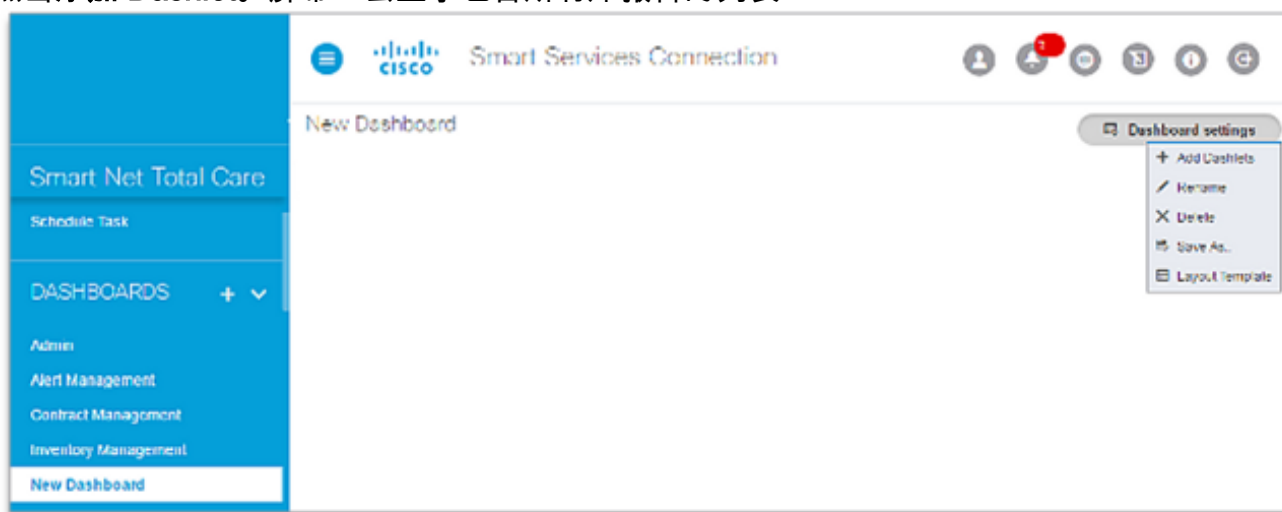 CISCO
Smart Services Connection
New Dashboard
Dashboard settings
Add Dashlets
Rename
Delete
Save As..
Layout Template
Smart Net Total Care
Schedule Task
DASHBOARDS
Admin
Alert Management
Contract Management
Inventory Management
New Dashboard